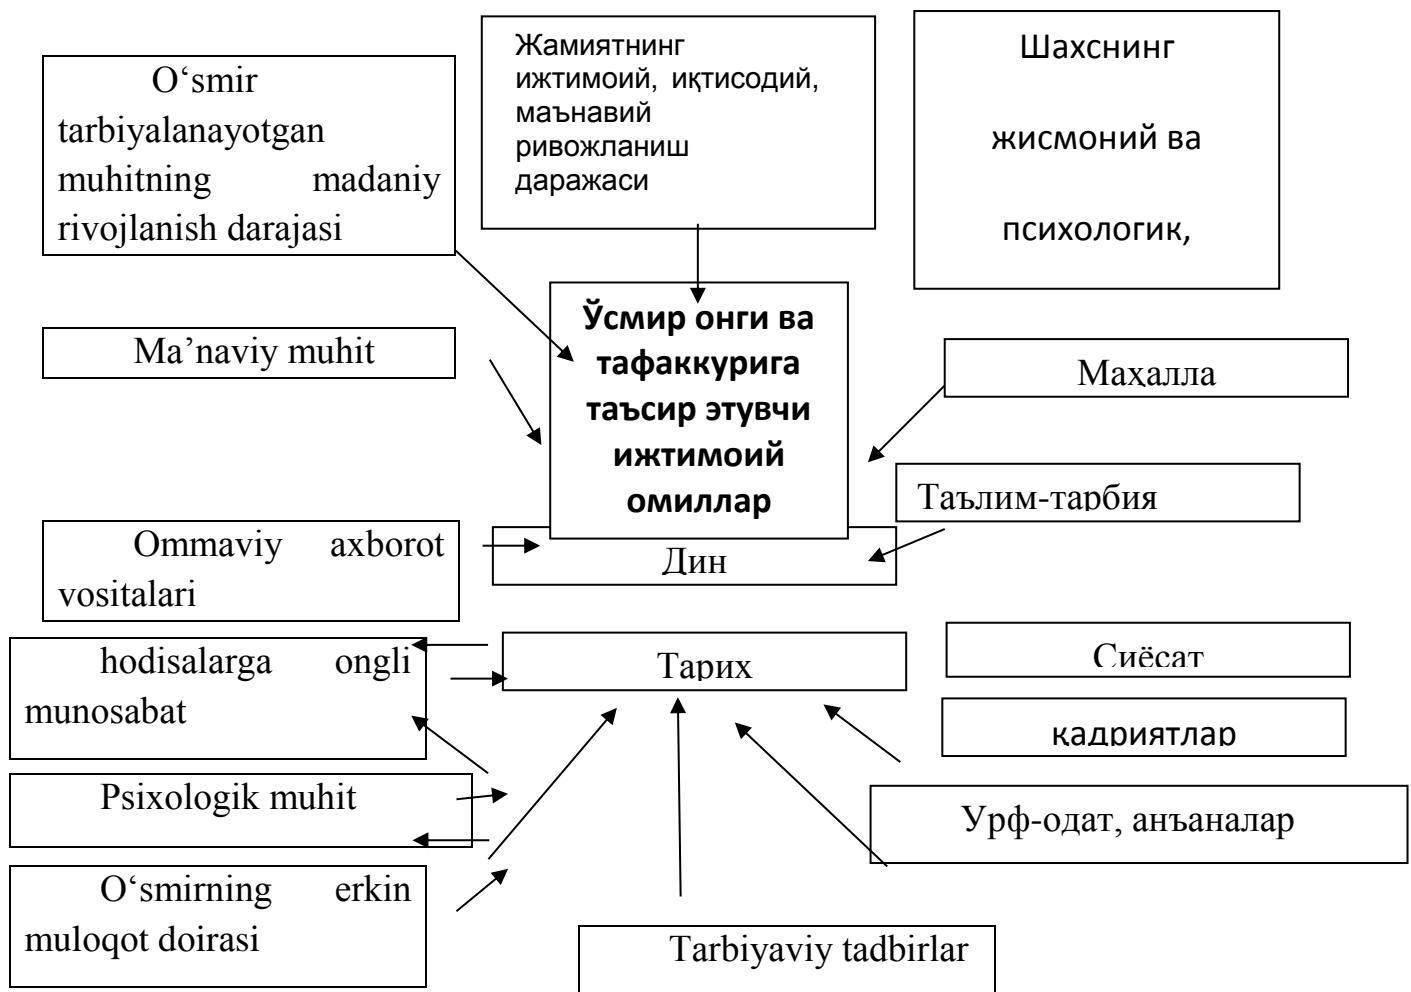 O‘smir
tarbiyalanayotgan
muhitning madaniy
rivojlanish darajasi
Жамиятнинг
ижтимоий, иқтисодий,
маънавий
ривожланиш
даражаси
Шахснинг
жисмоний ва
психологик,
Ma’naviy muhit
Ўсмир онги ва
тафаккурига
таъсир этувчи
ижтимоий
омиллар
Маҳалла
Таълим-тарбия
Ommaviy axborot
vositalari
Дин
hodisalarga ongli
munosabat
Тарих
Сиёсат
қадриятлар
Psixologik muhit
Урф-одат, анъаналар
O‘smirning erkin
muloqot doirasi
Tarbiyaviy tadbirlar